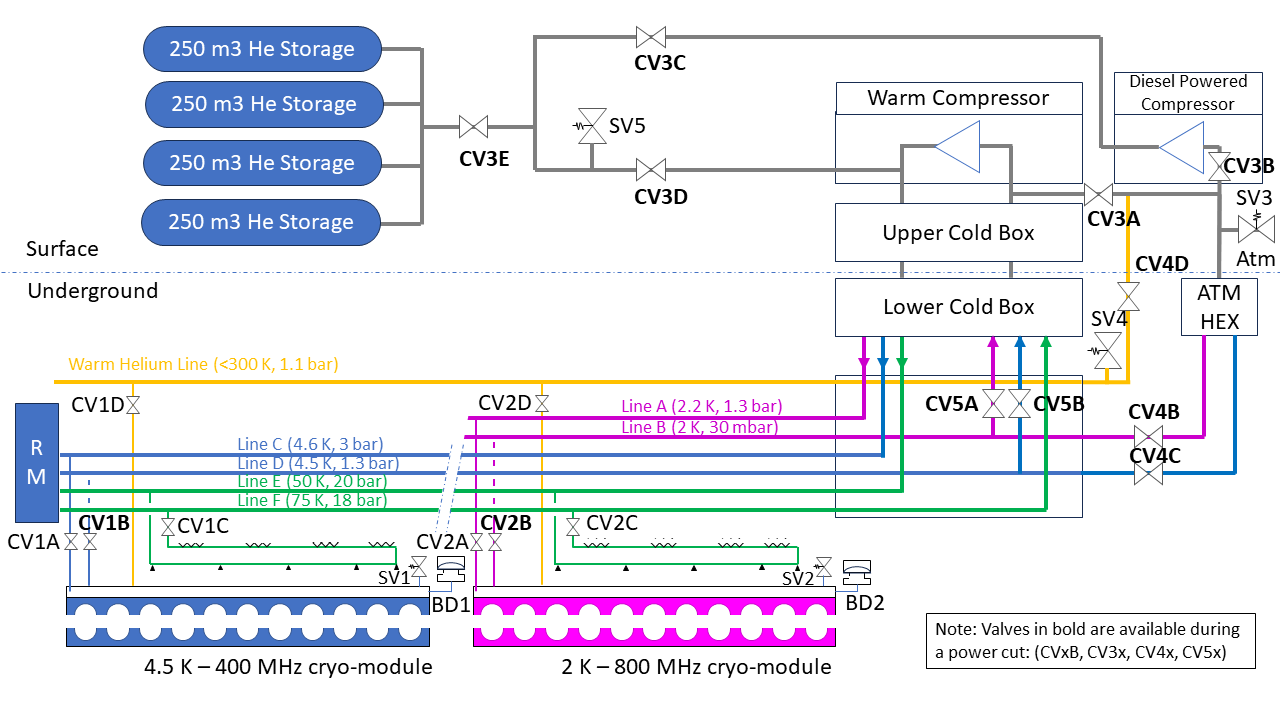 250 m3 He Storage
250 m3 He Storage
250 m3 He Storage
250 m3 He Storage
CV3E
CV3C
SV5
CV3D
Warm Compressor
Diesel Powered
Compressor
CV3B
SV3
CV3A
Atm
Upper Cold Box
Surface
Underground
CV4D
Lower Cold Box
ATM
HEX
SV4
Warm Helium Line (<300 K, 1.1 bar)
CV1D
CV2D
Line A (2.2 K, 1.3 bar)
Line B (2 K, 30 mbar)
CV5A
CV5B
CV4B
CV4C
R
M
Line C (4.6 K, 3 bar)
Line D (4.5 K, 1.3 bar)
Line E (50 K, 20 bar)
Line F (75 K, 18 bar)
CV1B
CV1C
CV1A
CV2B
CV2C
CV2A
SV1
BD1
SV2
BD2
4.5 K – 400 MHz cryo-module
2 K – 800 MHz cryo-module
Note: Valves in bold are available during
a power cut: (CVxB, CV3x, CV4x, CV5x)